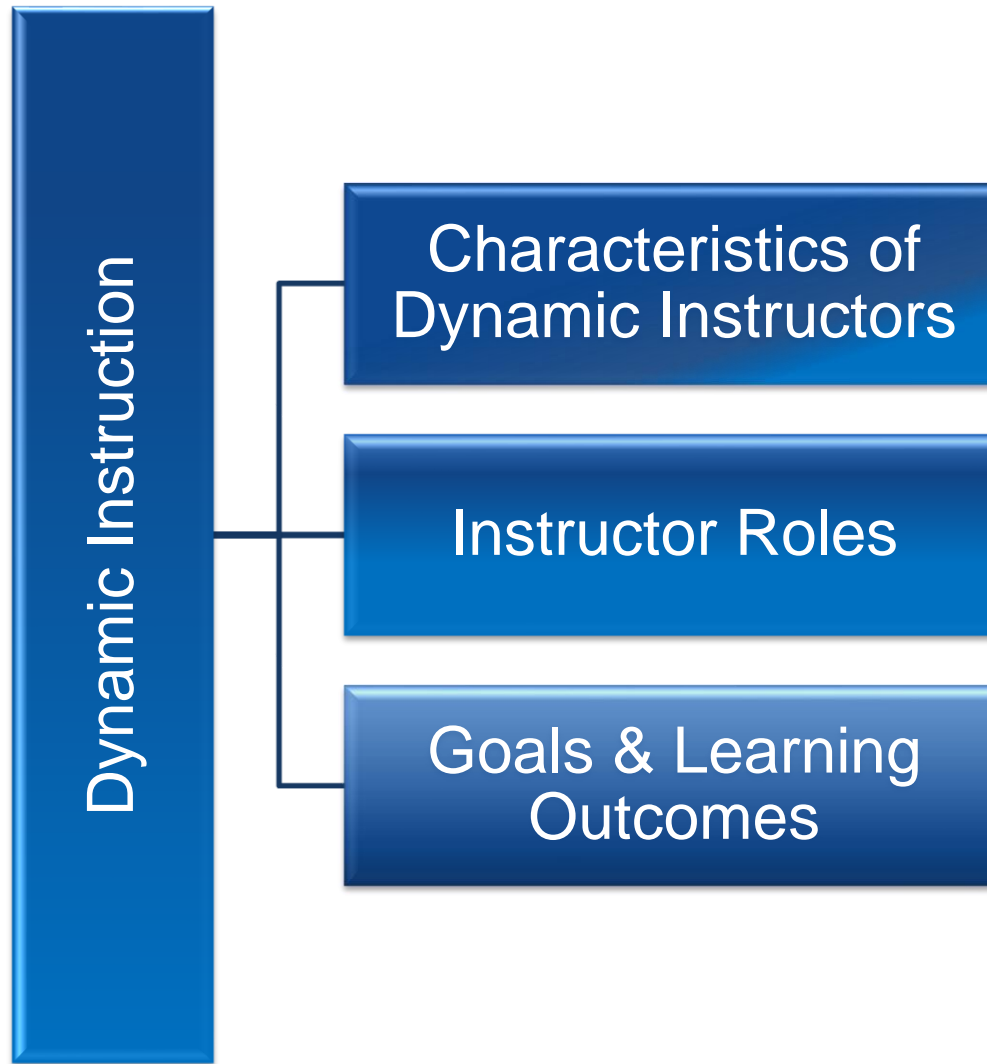 Dynamic Instruction
Characteristics of
Dynamic Instructors
Instructor Roles
Goals & Learning
Outcomes